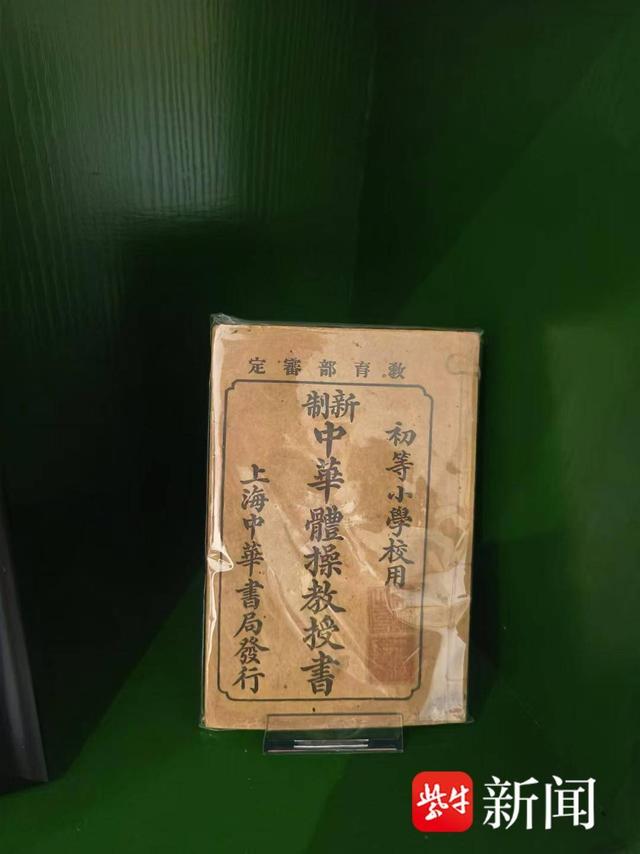 教育部審定
初等小學校用
新制
中華體操教授書
上海中華書局發行
紫牛新闻